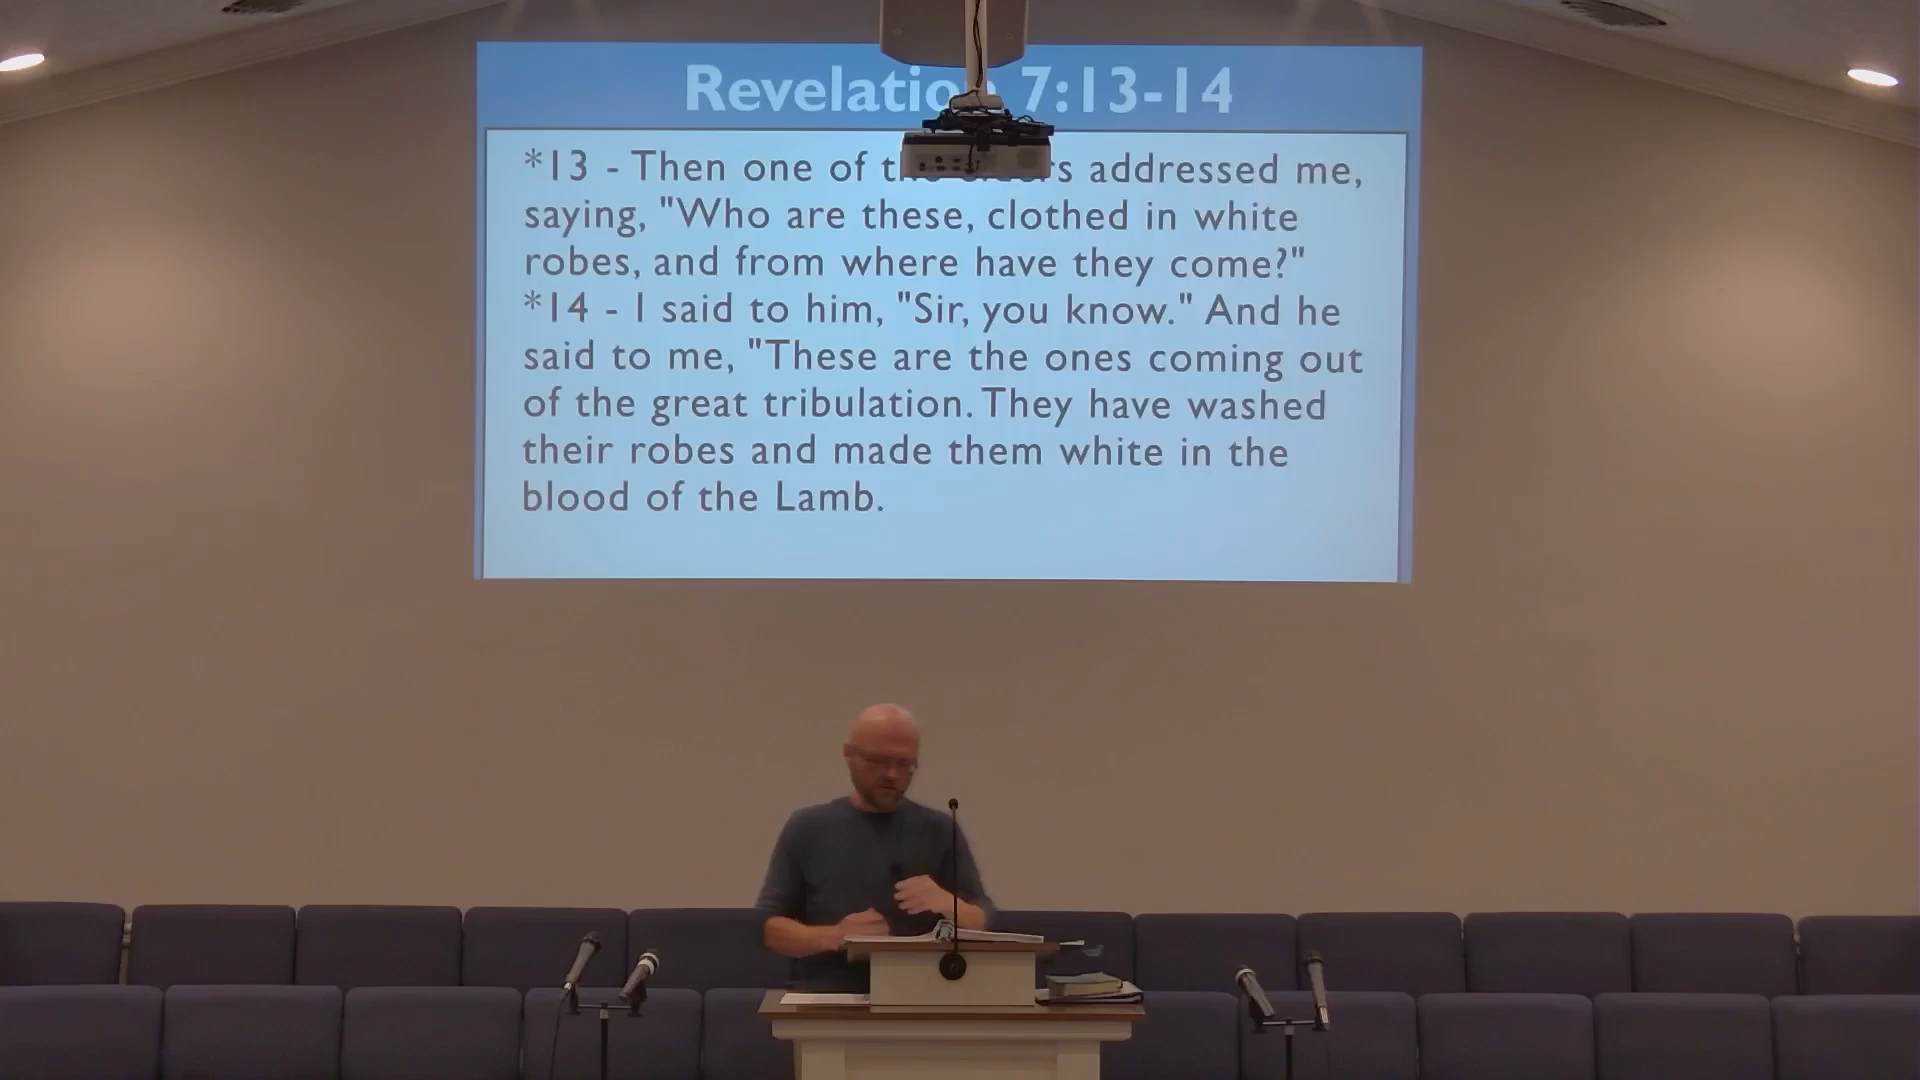 Revelation 7:13-14
*13 - Then one of the elders addressed me,
saying, "Who are these, clothed in white
robes, and from where have they come?"
*14 - I said to him, "Sir, you know." And he
said to me, "These are the ones coming out
of the great tribulation. They have washed
their robes and made them white in the
blood of the Lamb.